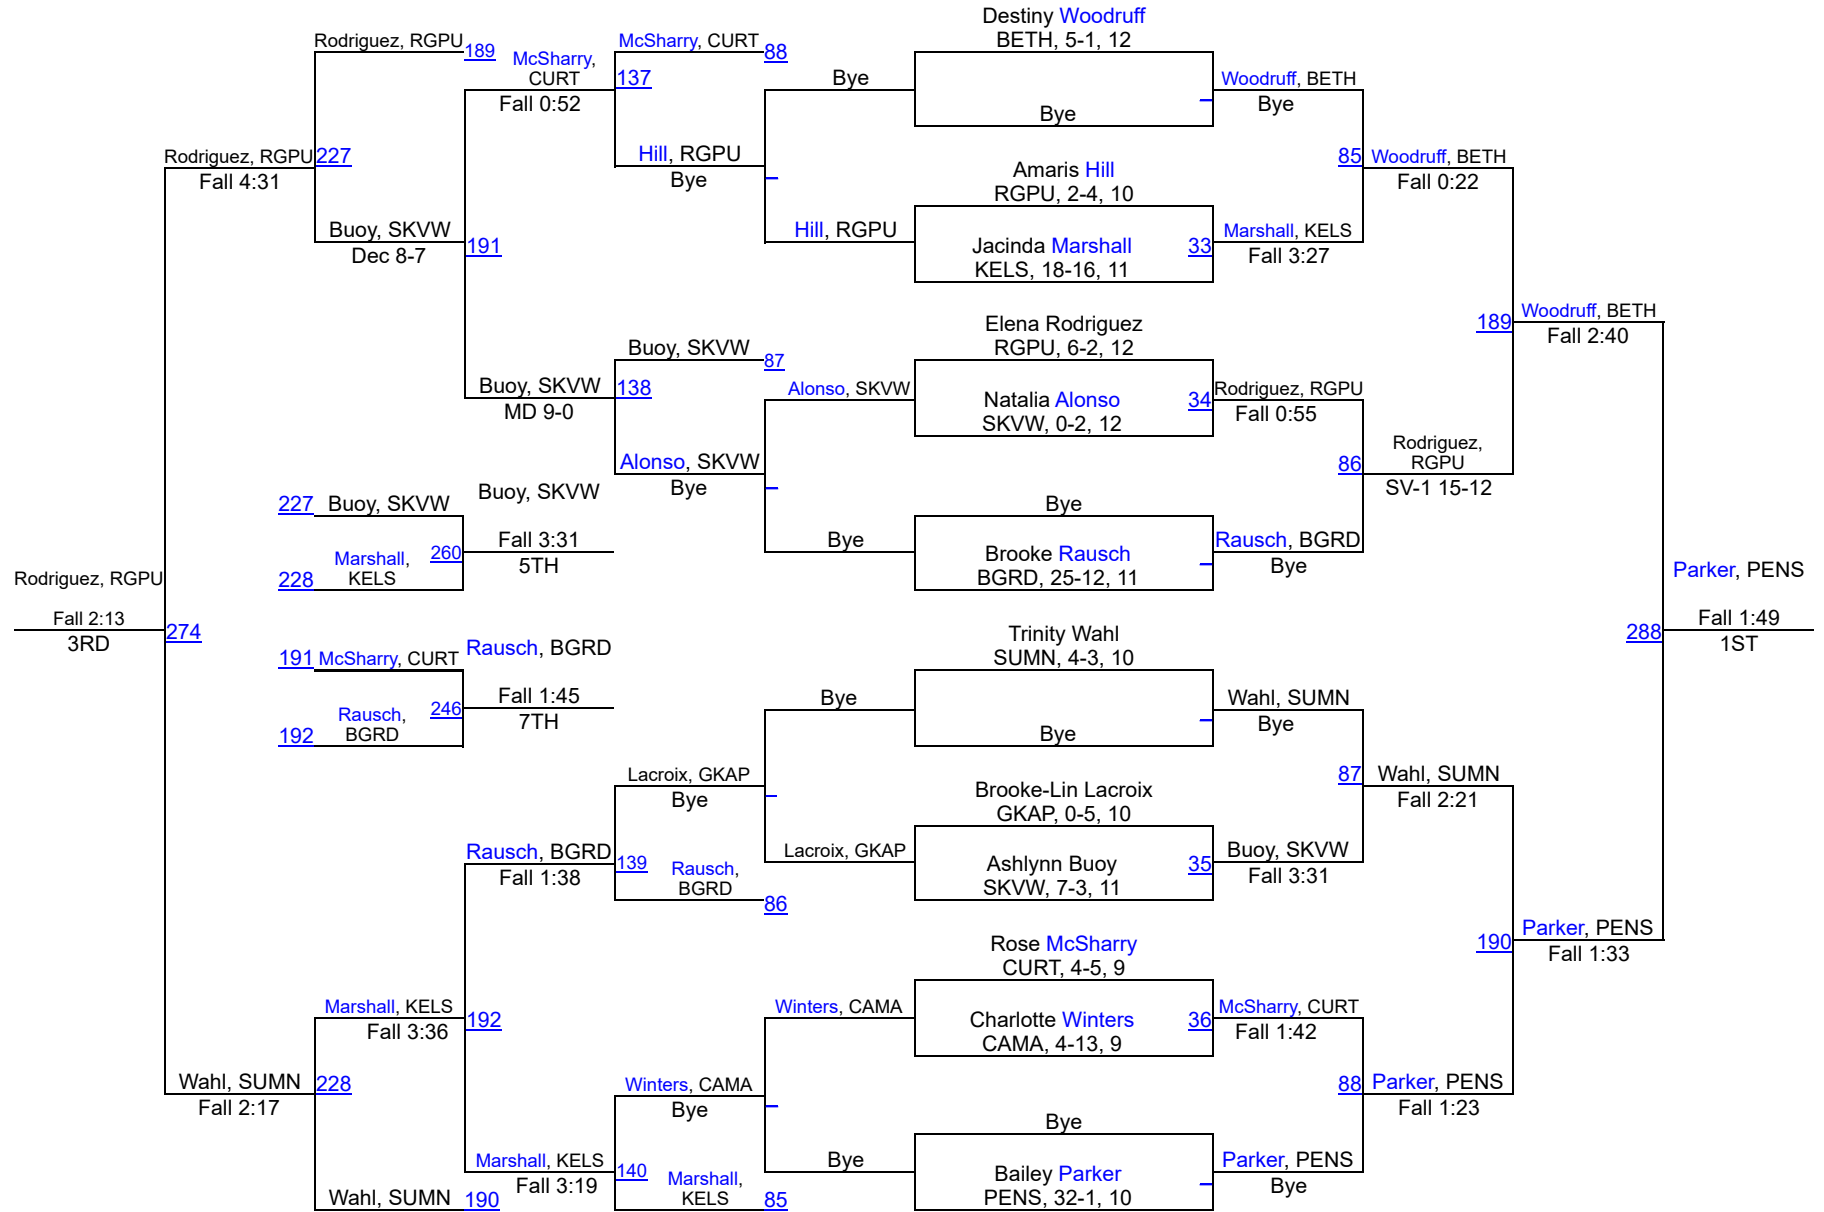 Destiny Woodruff
BETH, 5-1, 12
Rodriguez, RGPU
189
McSharry,
CURT
Fall 0:52
McSharry, CURT
88
137
Bye
Bye
Woodruff, BETH
Bye
Rodriguez, RGPU
227
Fall 4:31
Hill, RGPU
Bye
Amaris Hill
RGPU, 2-4, 10
85
Woodruff, BETH
Fall 0:22
Buoy, SKVW
Dec 8-7
191
Hill, RGPU
Jacinda Marshall
KELS, 18-16, 11
33
Marshall, KELS
Fall 3:27
Elena Rodriguez
RGPU, 6-2, 12
189
Woodruff, BETH
Fall 2:40
Buoy, SKVW
87
Buoy, SKVW
MD 9-0
138
Alonso, SKVW
Natalia Alonso
SKVW, 0-2, 12
34
Rodriguez, RGPU
Fall 0:55
Alonso, SKVW
Bye
86
Rodriguez,
RGPU
SV-1 15-12
227
Buoy, SKVW
Buoy, SKVW
Bye
Fall 3:31
5TH
Marshall,
KELS
260
228
Bye
Brooke Rausch
BGRD, 25-12, 11
Rausch, BGRD
Bye
Rodriguez, RGPU
Fall 2:13
3RD
274
Parker, PENS
Fall 1:49
1ST
288
Trinity Wahl
SUMN, 4-3, 10
191
McSharry, CURT
Rausch, BGRD
Fall 1:45
7TH
Rausch,
BGRD
246
192
Bye
Bye
Wahl, SUMN
Bye
Lacroix, GKAP
Bye
Brooke-Lin Lacroix
GKAP, 0-5, 10
87
Wahl, SUMN
Fall 2:21
Rausch, BGRD
Fall 1:38
139
Rausch,
BGRD
86
Lacroix, GKAP
Ashlynn Buoy
SKVW, 7-3, 11
35
Buoy, SKVW
Fall 3:31
Rose McSharry
CURT, 4-5, 9
190
Parker, PENS
Fall 1:33
Marshall, KELS
Fall 3:36
192
Winters, CAMA
Charlotte Winters
CAMA, 4-13, 9
36
McSharry, CURT
Fall 1:42
Wahl, SUMN
Fall 2:17
228
Winters, CAMA
Bye
88
Parker, PENS
Fall 1:23
Bye
Marshall, KELS
Fall 3:19
140
Marshall,
KELS
85
Bye
Bailey Parker
PENS, 32-1, 10
Parker, PENS
Bye
Wahl, SUMN
190